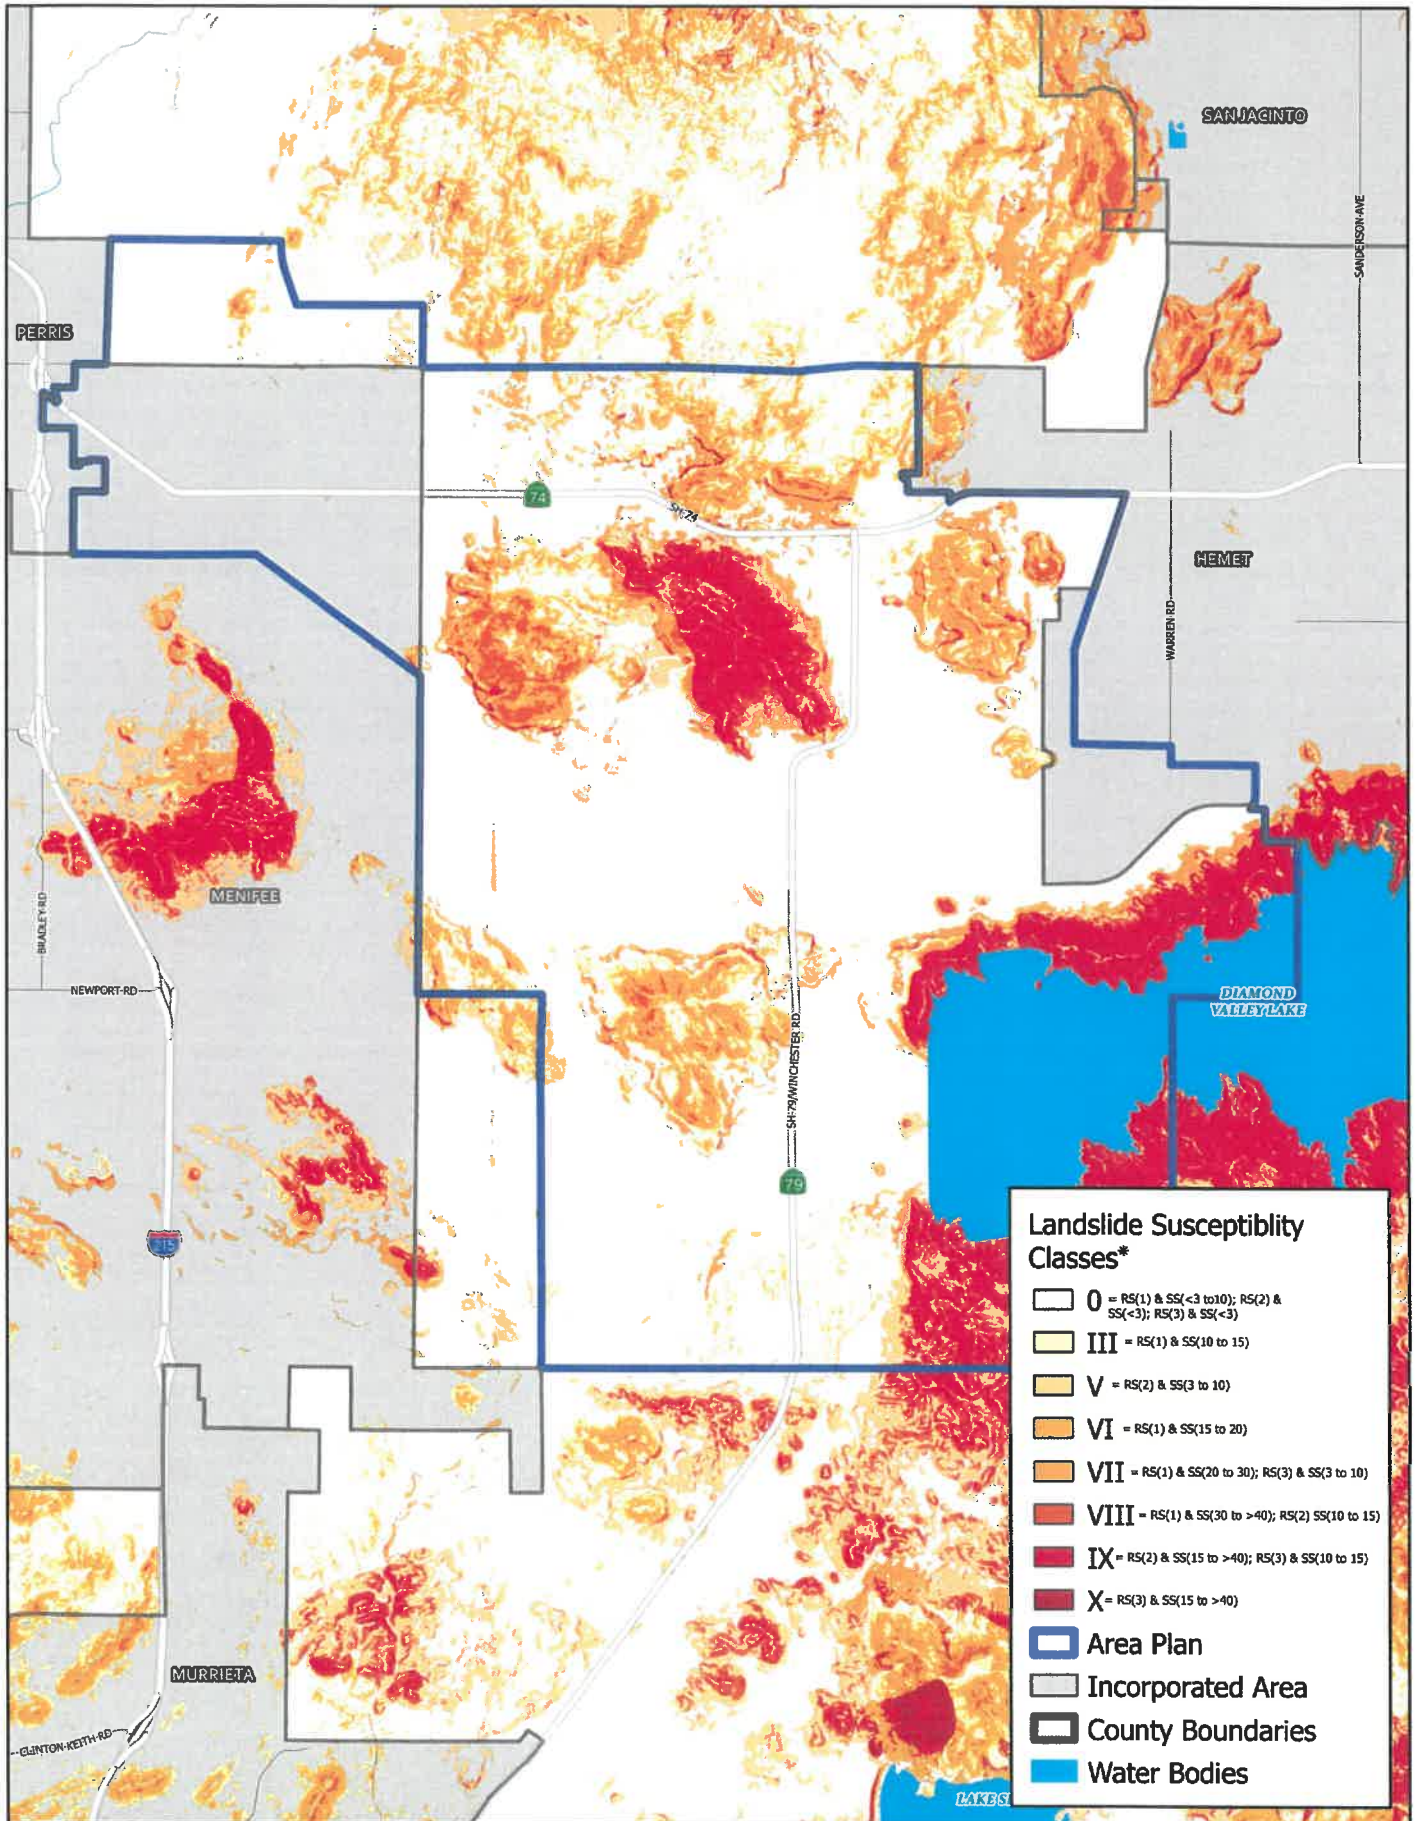 SAN JACINTO
SANDERSON-AVE
PERRIS
74
SH-74
HEMET
WARREN-RD
MENIFEE
BRADLEY-RD
NEWPORT-RD
DIAMOND
VALLEY LAKE
SH-79/WINCHESTER RD
79
215
Landslide Susceptiblity
Classes*
0 = RS(1) & SS(<3 to10); RS(2) &
SS(<3); RS(3) & SS(<3)
III = RS(1) & SS(10 to 15)
V = RS(2) & SS(3 to 10)
VI = RS(1) & SS(15 to 20)
VII = RS(1) & SS(20 to 30); RS(3) & SS(3 to 10)
VIII = RS(1) & SS(30 to >40); RS(2) SS(10 to 15)
IX = RS(2) & SS(15 to >40); RS(3) & SS(10 to 15)
X = RS(3) & SS(15 to >40)
Area Plan
Incorporated Area
County Boundaries
Water Bodies
MURRIETA
CLINTON-KEITH-RD
LAKE S